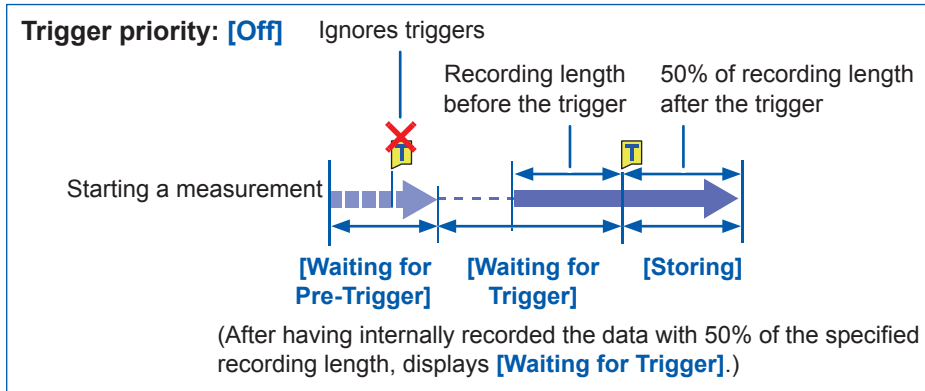 Trigger priority: [Off]
Ignores triggers
Recording length
before the trigger
50% of recording length
after the trigger
T
T
Starting a measurement
[Waiting for
Pre-Trigger]
[Waiting for
Trigger]
[Storing]
(After having internally recorded the data with 50% of the specified
recording length, displays [Waiting for Trigger].)